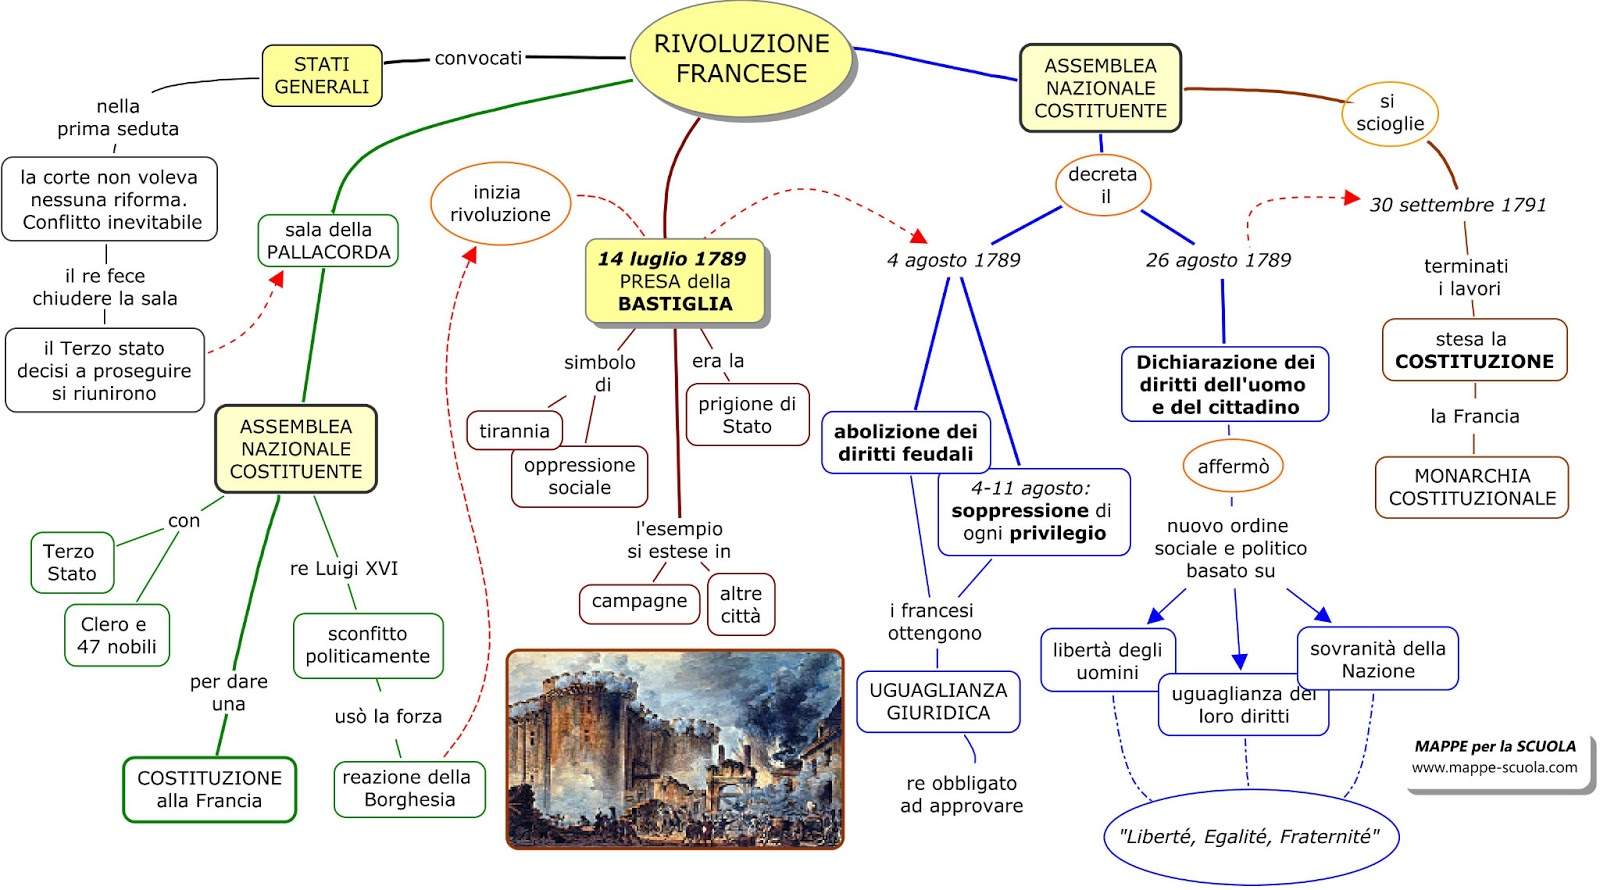 RIVOLUZIONE
FRANCESE
convocati
STATI
GENERALI
nella
prima seduta
la corte non voleva
nessuna riforma.
Conflitto inevitabile
il re fece
chiudere la sala
il Terzo stato
decisi a proseguire
si riunirono
sala della
PALLACORDA
ASSEMBLEA
NAZIONALE
COSTITUENTE
con
Terzo
Stato
Clero e
47 nobili
per dare
una
COSTITUZIONE
alla Francia
re Luigi XVI
sconfitto
politicamente
usò la forza
reazione della
Borghesia
inizia
rivoluzione
14 luglio 1789
PRESA della
BASTIGLIA
simbolo
di
tirannia
oppressione
sociale
era la
prigione di
Stato
l'esempio
si estese in
campagne
altre
città
ASSEMBLEA
NAZIONALE
COSTITUENTE
decreta
il
4 agosto 1789
abolizione dei
diritti feudali
4-11 agosto:
soppressione di
ogni privilegio
i francesi
ottengono
UGUAGLIANZA
GIURIDICA
re obbligato
ad approvare
26 agosto 1789
Dichiarazione dei
diritti dell'uomo
e del cittadino
affermò
nuovo ordine
sociale e politico
basato su
libertà degli
uomini
uguaglianza dei
loro diritti
sovranità della
Nazione
"Liberté, Egalité, Fraternité"
si
scioglie
30 settembre 1791
terminati
i lavori
stesa la
COSTITUZIONE
la Francia
MONARCHIA
COSTITUZIONALE
MAPPE per la SCUOLA
www.mappe-scuola.com